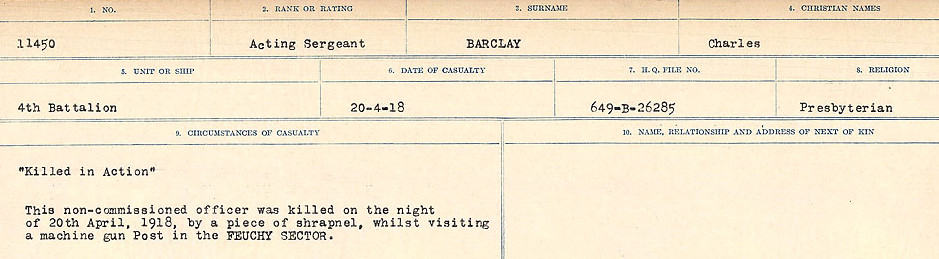 1. NO. 2. RANK OR RATING 3. SURNAME 4. CHRISTIAN NAMES
11450 Acting Sergeant BARCLAY Charles
5. UNIT OR SHIP 6. DATE OF CASUALTY 7. H.Q. FILE NO. 8. RELIGION
4th Battalion 20-4-18 649-B-26285 Presbyterian
9. CIRCUMSTANCES OF CASUALTY 10. NAME, RELATIONSHIP AND ADDRESS OF NEXT OF KIN
"Killed in Action"
This non-commissioned officer was killed on the night
of 20th April, 1918, by a piece of shrapnel, whilst visiting
a machine gun Post in the FEUCHY SECTOR.